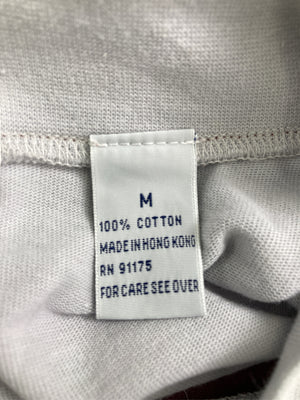 M
100% COTTON
MADE IN HONG KONG
RN 91175
FOR CARE SEE OVER